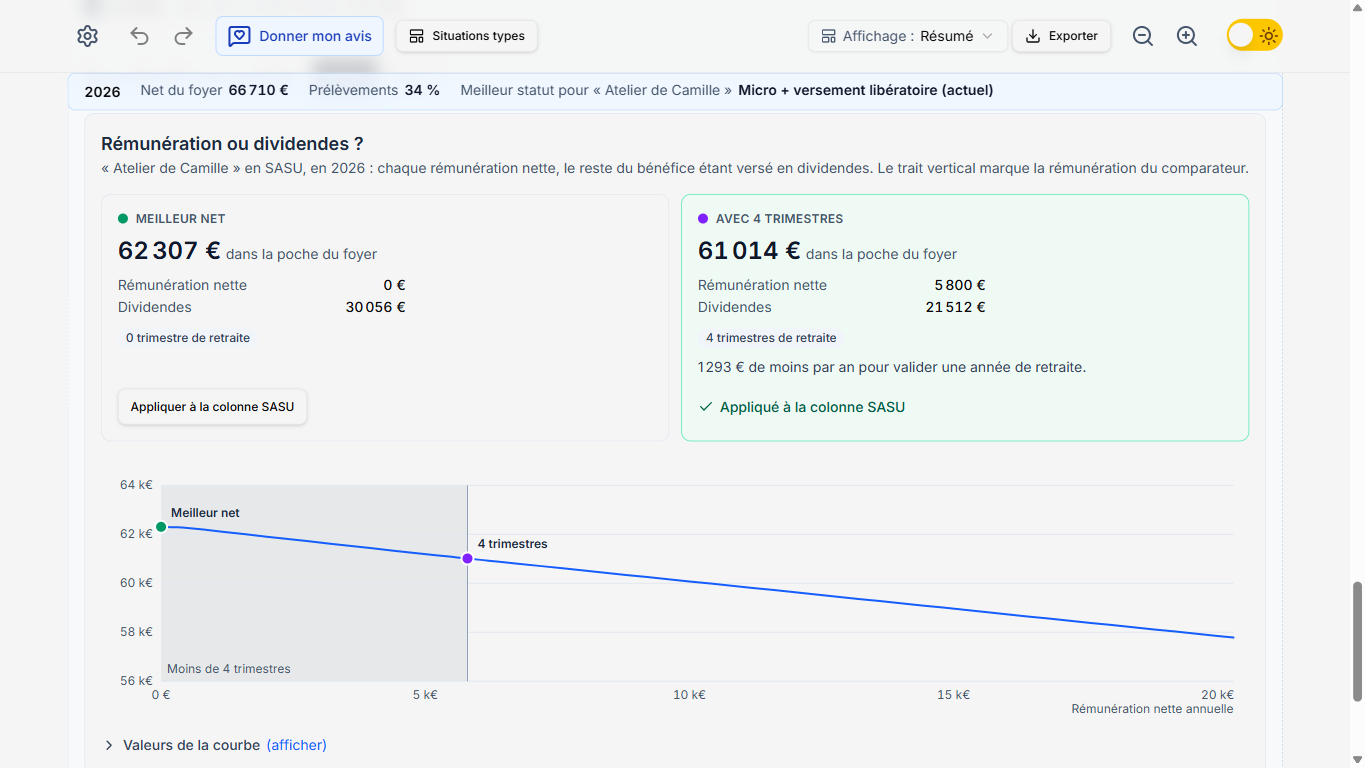 Donner mon avis
Situations types
Affichage : Résumé
Exporter
2026 Net du foyer 66 710 € Prélèvements 34 % Meilleur statut pour « Atelier de Camille » Micro + versement libératoire (actuel)
Rémunération ou dividendes ?
« Atelier de Camille » en SASU, en 2026 : chaque rémunération nette, le reste du bénéfice étant versé en dividendes. Le trait vertical marque la rémunération du comparateur.
MEILLEUR NET
62 307 € dans la poche du foyer
Rémunération nette 0 €
Dividendes 30 056 €
0 trimestre de retraite
Appliquer à la colonne SASU
AVEC 4 TRIMESTRES
61 014 € dans la poche du foyer
Rémunération nette 5 800 €
Dividendes 21 512 €
4 trimestres de retraite
1 293 € de moins par an pour valider une année de retraite.
Appliqué à la colonne SASU
64 k€
Meilleur net
62 k€
4 trimestres
60 k€
58 k€
Moins de 4 trimestres
56 k€
0 € 5 k€ 10 k€ 15 k€ 20 k€
Rémunération nette annuelle
Valeurs de la courbe (afficher)